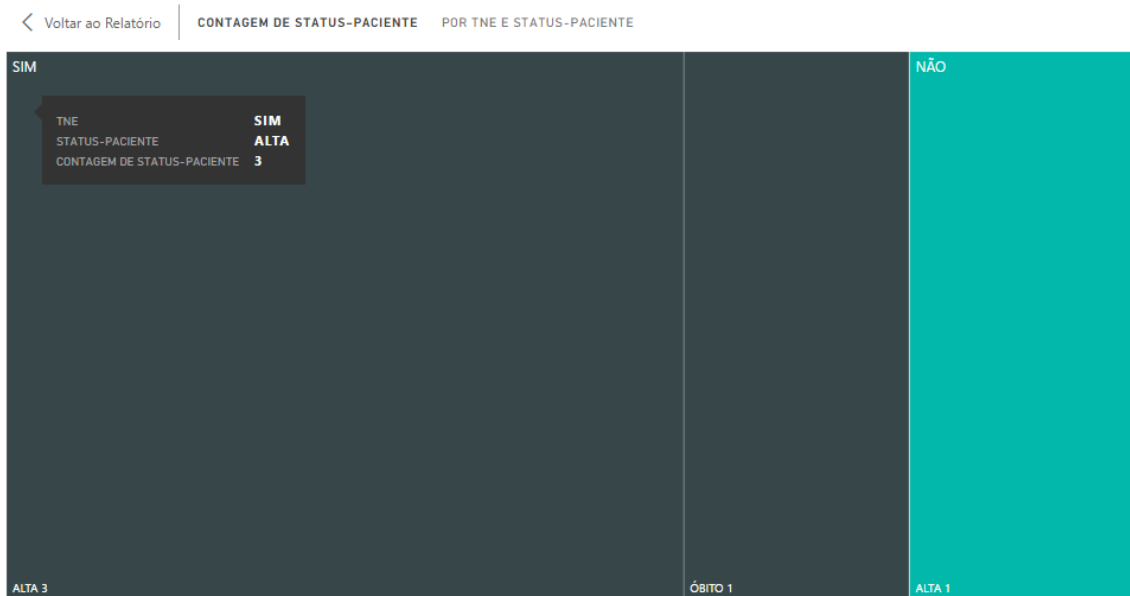 Voltar ao Relatório CONTAGEM DE STATUS-PACIENTE POR TNE E STATUS-PACIENTE
SIM
NÃO
TNE SIM
STATUS-PACIENTE ALTA
CONTAGEM DE STATUS-PACIENTE 3
ALTA 3
ÓBITO 1
ALTA 1